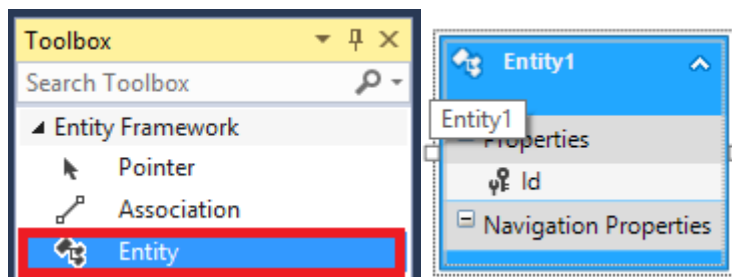 Toolbox
Search Toolbox
Entity Framework
Pointer
Association
Entity
Entity1
Entity1
Properties
Id
Navigation Properties